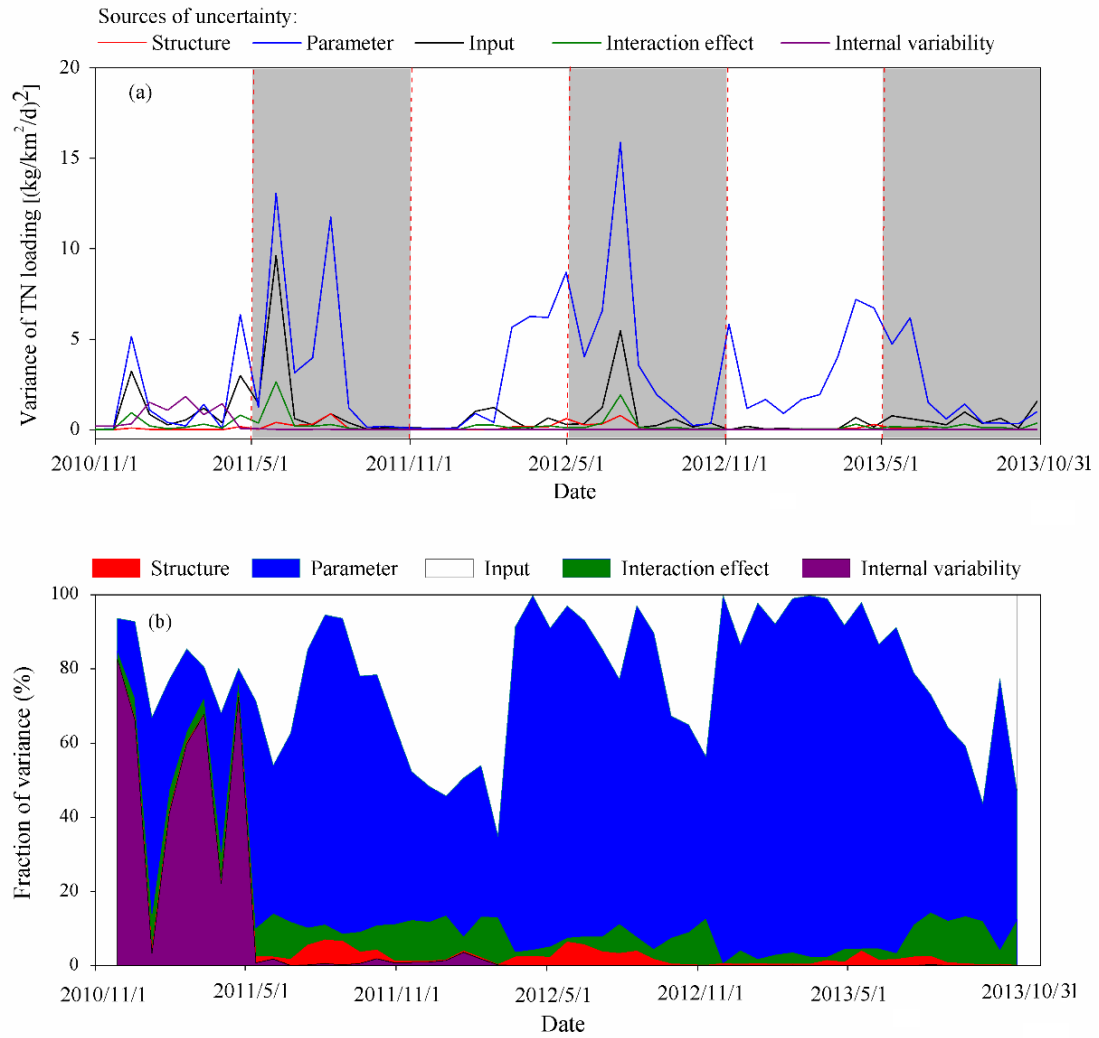 Sources of uncertainty:
Structure Parameter Input Interaction effect Internal variability
(a)
Variance of TN loading [(kg/km²/d)²]
20
15
10
5
0
2010/11/1 2011/5/1 2011/11/1 2012/5/1 2012/11/1 2013/5/1 2013/10/31
Date
Structure Parameter Input Interaction effect Internal variability
(b)
Fraction of variance (%)
100
80
60
40
20
0
2010/11/1 2011/5/1 2011/11/1 2012/5/1 2012/11/1 2013/5/1 2013/10/31
Date